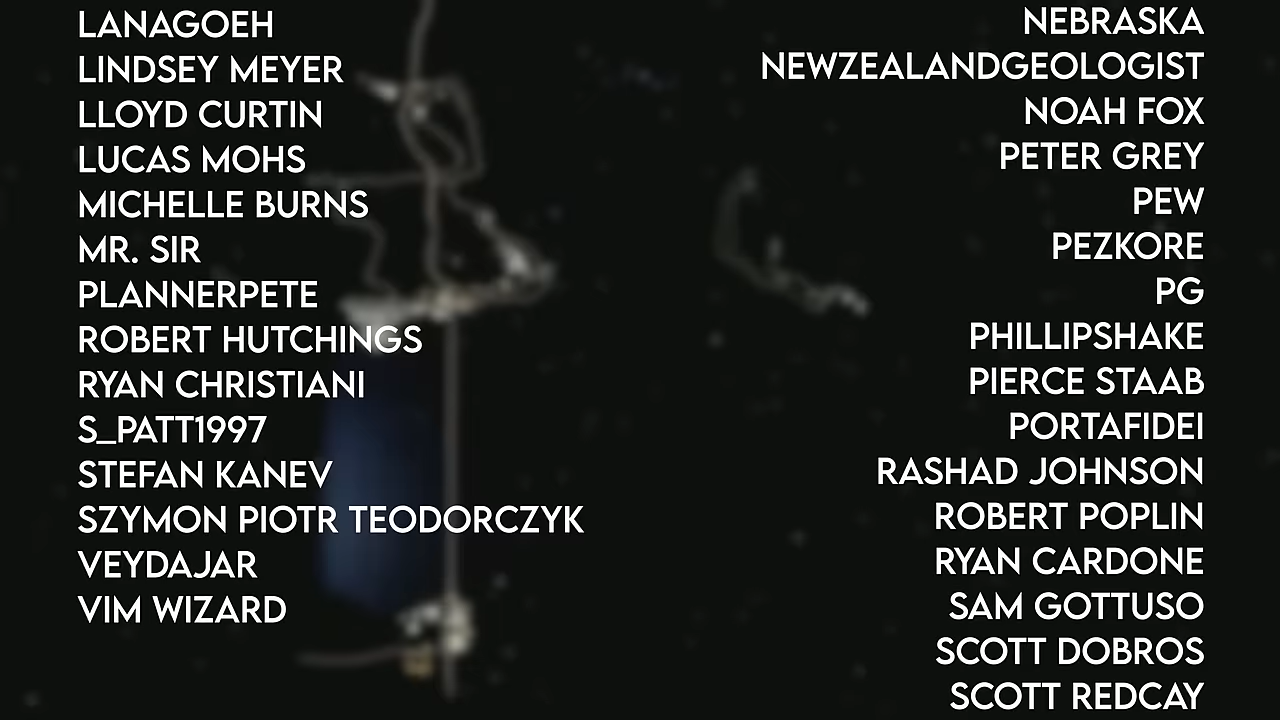 LANAGOEH
LINDSEY MEYER
LLOYD CURTIN
LUCAS MOHS
MICHELLE BURNS
MR. SIR
PLANNERPETE
ROBERT HUTCHINGS
RYAN CHRISTIANI
S_PATT1997
STEFAN KANEV
SZYMON PIOTR TEODORCZYK
VEYDAJAR
VIM WIZARD
NEBRASKA
NEWZEALANDGEOLOGIST
NOAH FOX
PETER GREY
PEW
PEZKORE
PG
PHILLIPSHAKE
PIERCE STAAB
PORTAFIDEI
RASHAD JOHNSON
ROBERT POPLIN
RYAN CARDONE
SAM GOTTUSO
SCOTT DOBROS
SCOTT REDCAY